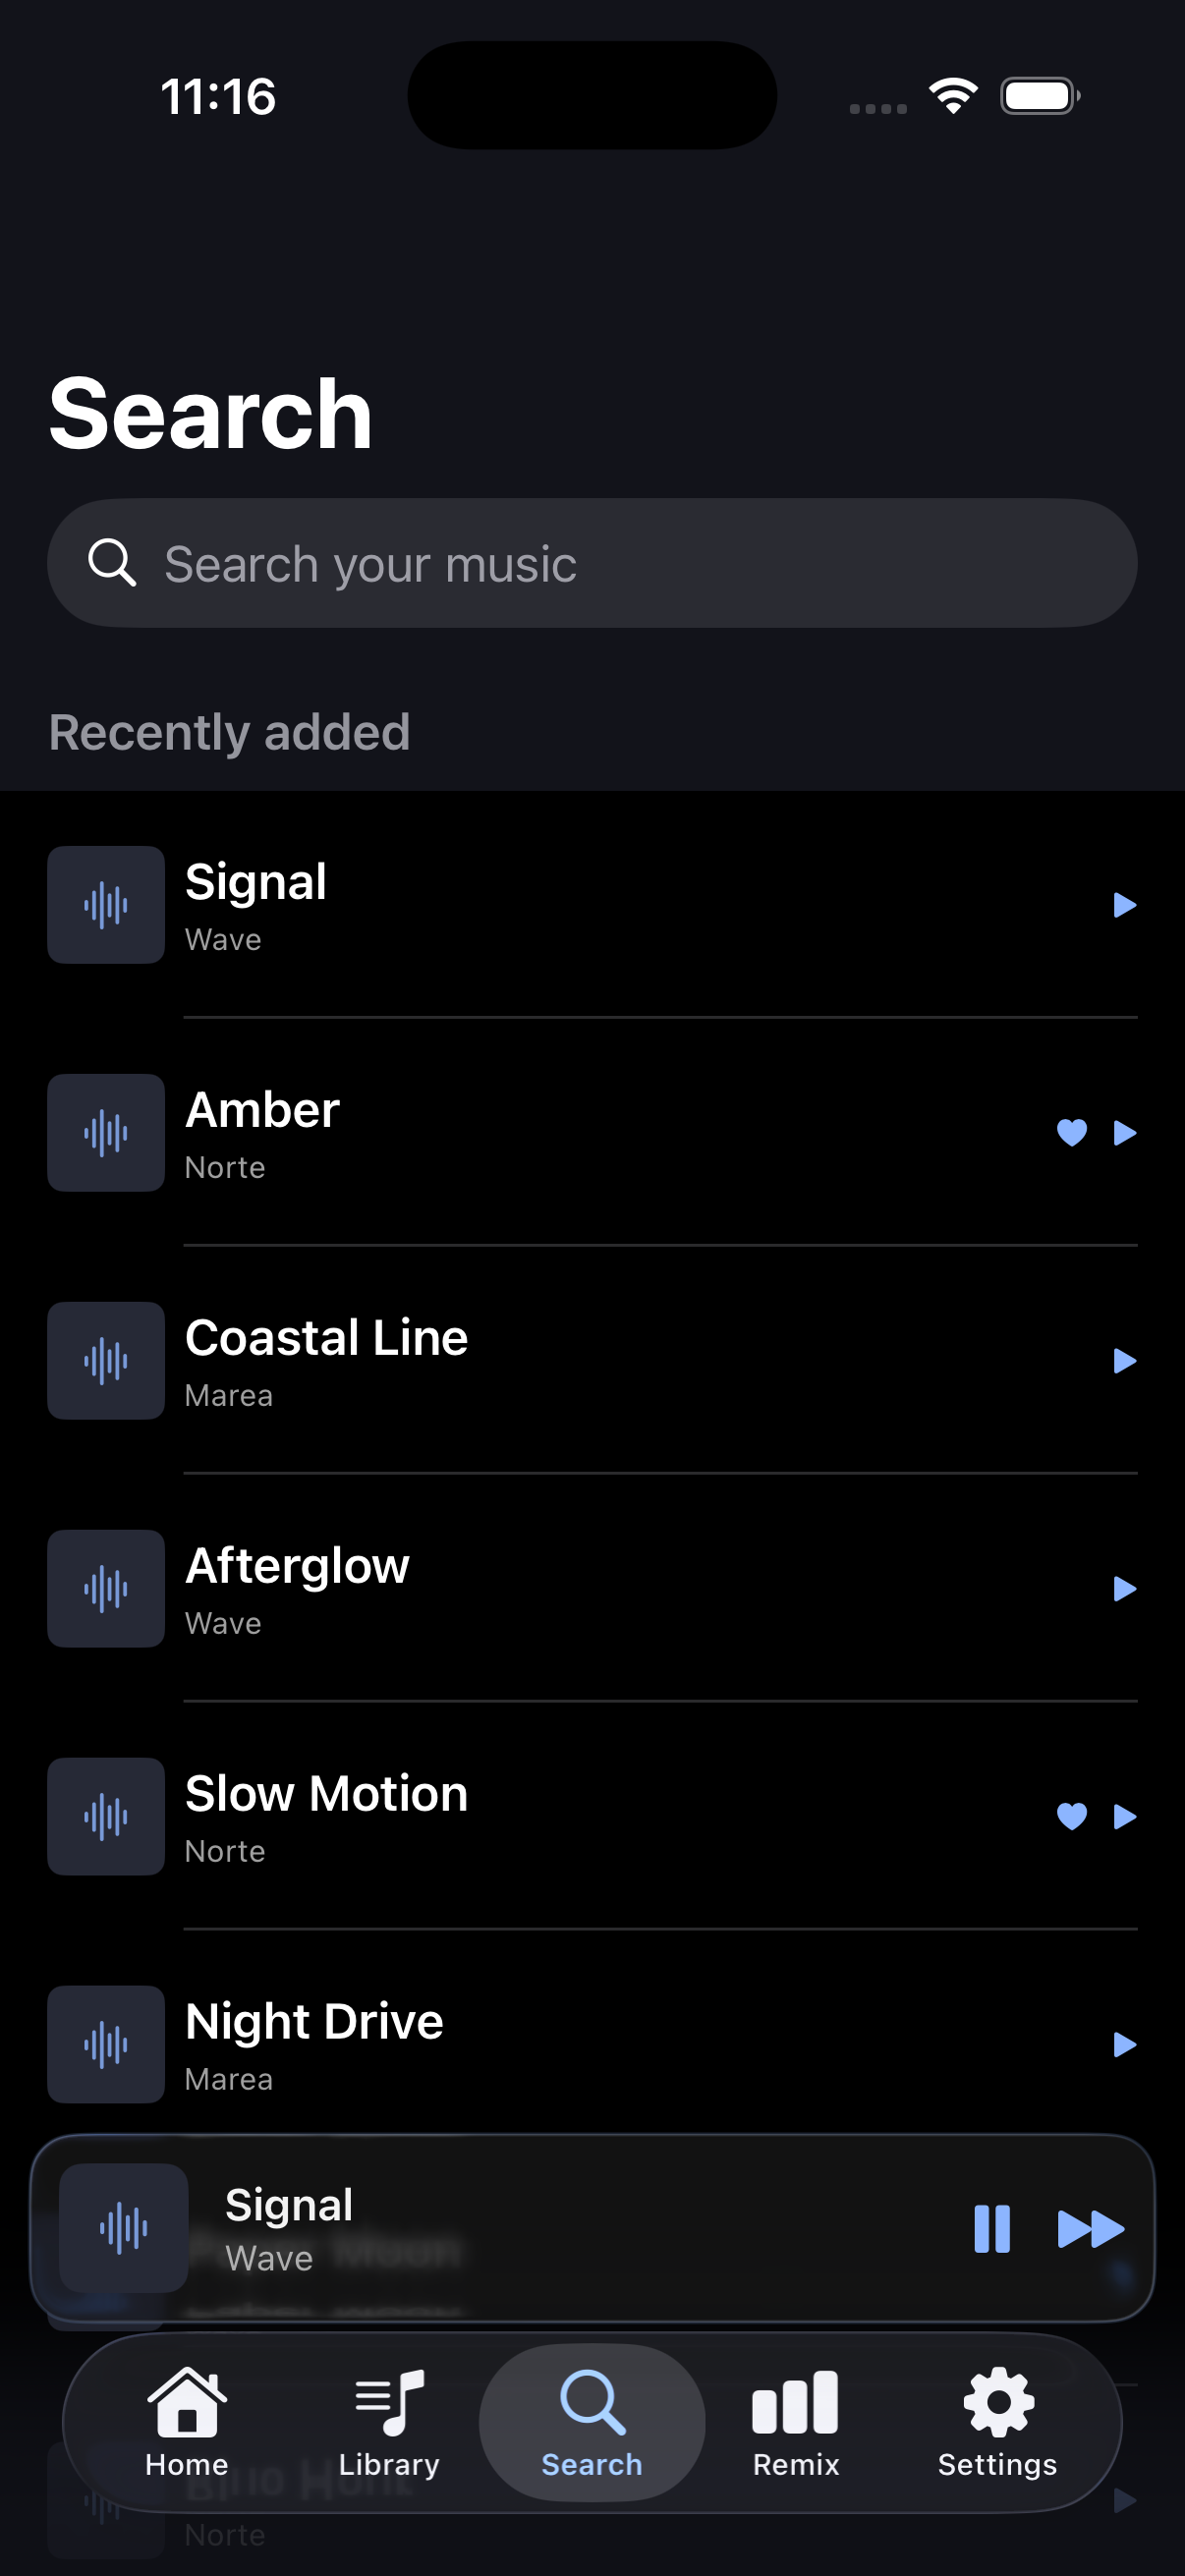 11:16
Search
Search your music
Recently added
Signal
Wave
Amber
Norte
Coastal Line
Marea
Afterglow
Wave
Slow Motion
Norte
Night Drive
Marea
Signal
Wave
Moon
Home
Library
Search
Remix
Settings
Norte